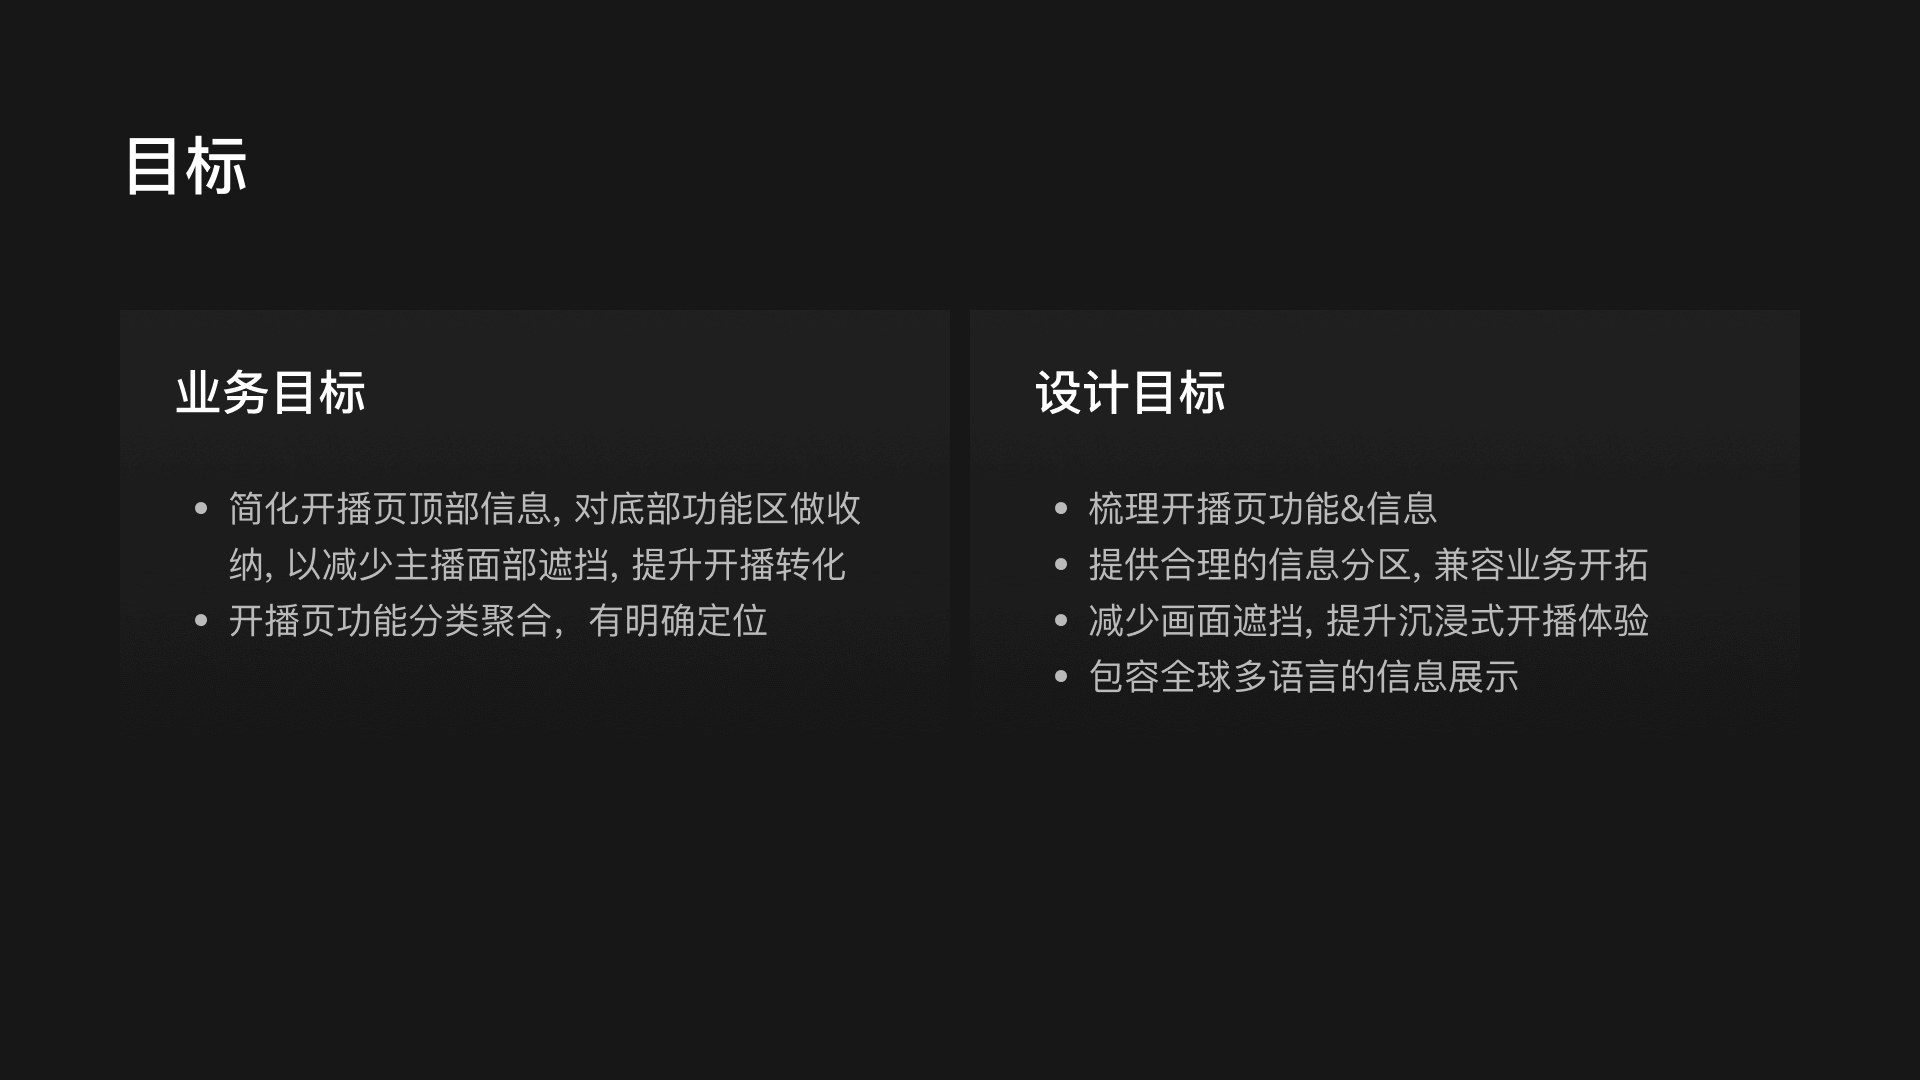 目标
业务目标
• 简化开播页顶部信息, 对底部功能区做收
纳, 以减少主播面部遮挡, 提升开播转化
• 开播页功能分类聚合，有明确定位
设计目标
• 梳理开播页功能&信息
• 提供合理的信息分区, 兼容业务开拓
• 减少画面遮挡, 提升沉浸式开播体验
• 包容全球多语言的信息展示